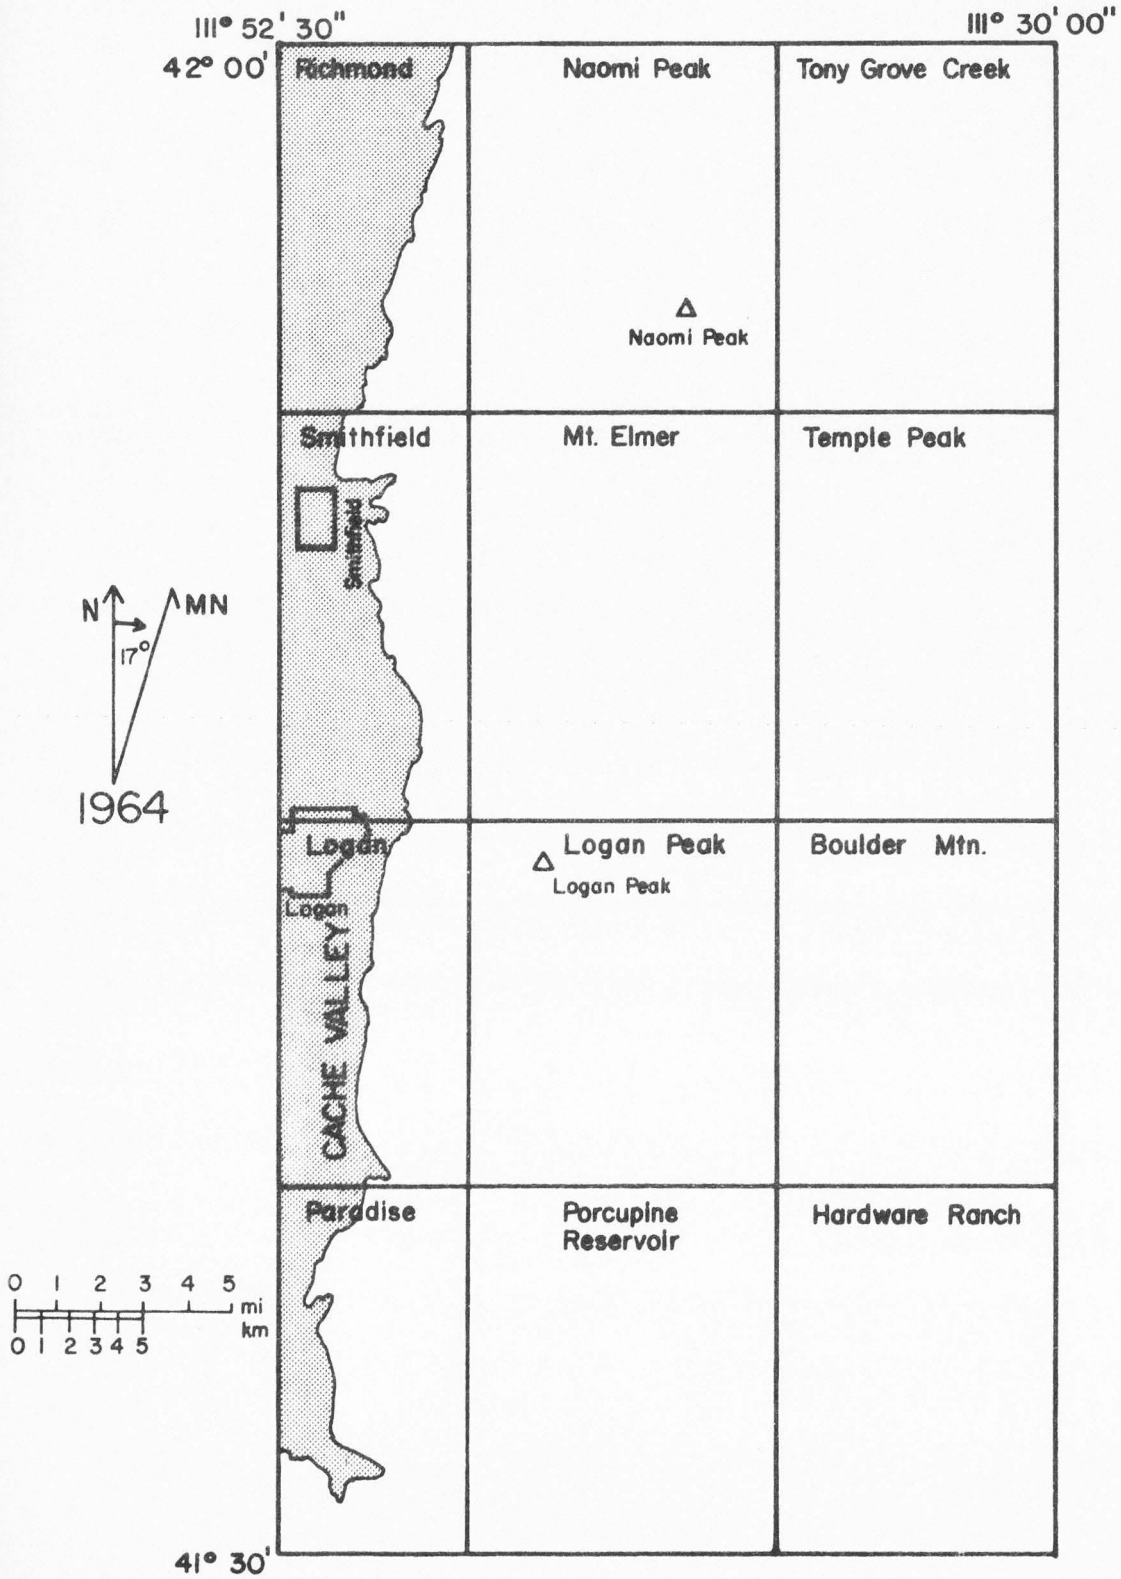 111° 52' 30"
111° 30' 00"
42° 00'
Richmond
Naomi Peak
Tony Grove Creek
Naomi Peak
Smithfield
Mt. Elmer
Temple Peak
Smithfield
N
MN
17°
1964
Logan
Logan Peak
Boulder Mtn.
Logan Peak
Logan
CACHE VALLEY
Paradise
Porcupine
Reservoir
Hardware Ranch
0 1 2 3 4 5
mi
km
0 1 2 3 4 5
41° 30'